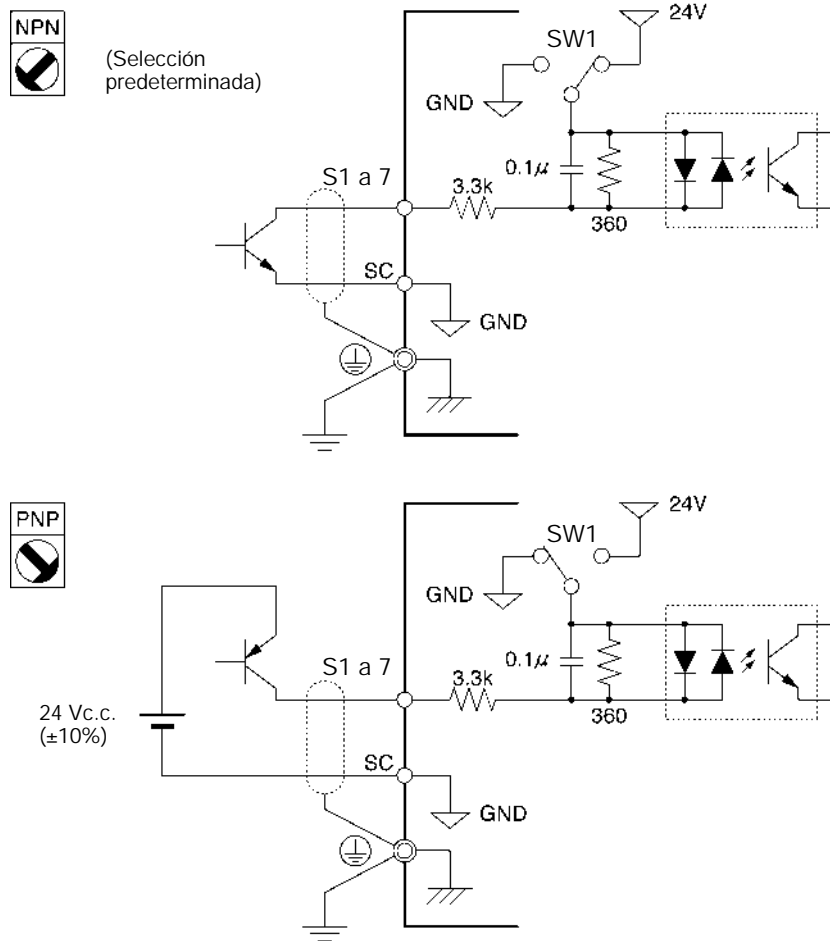 NPN
(Selección
predeterminada)
24V
SW1
GND
S1 a 7
3.3k
0.1μ
360
SC
GND
PNP
24V
SW1
GND
S1 a 7
3.3k
0.1μ
360
24 Vc.c.
(±10%)
SC
GND